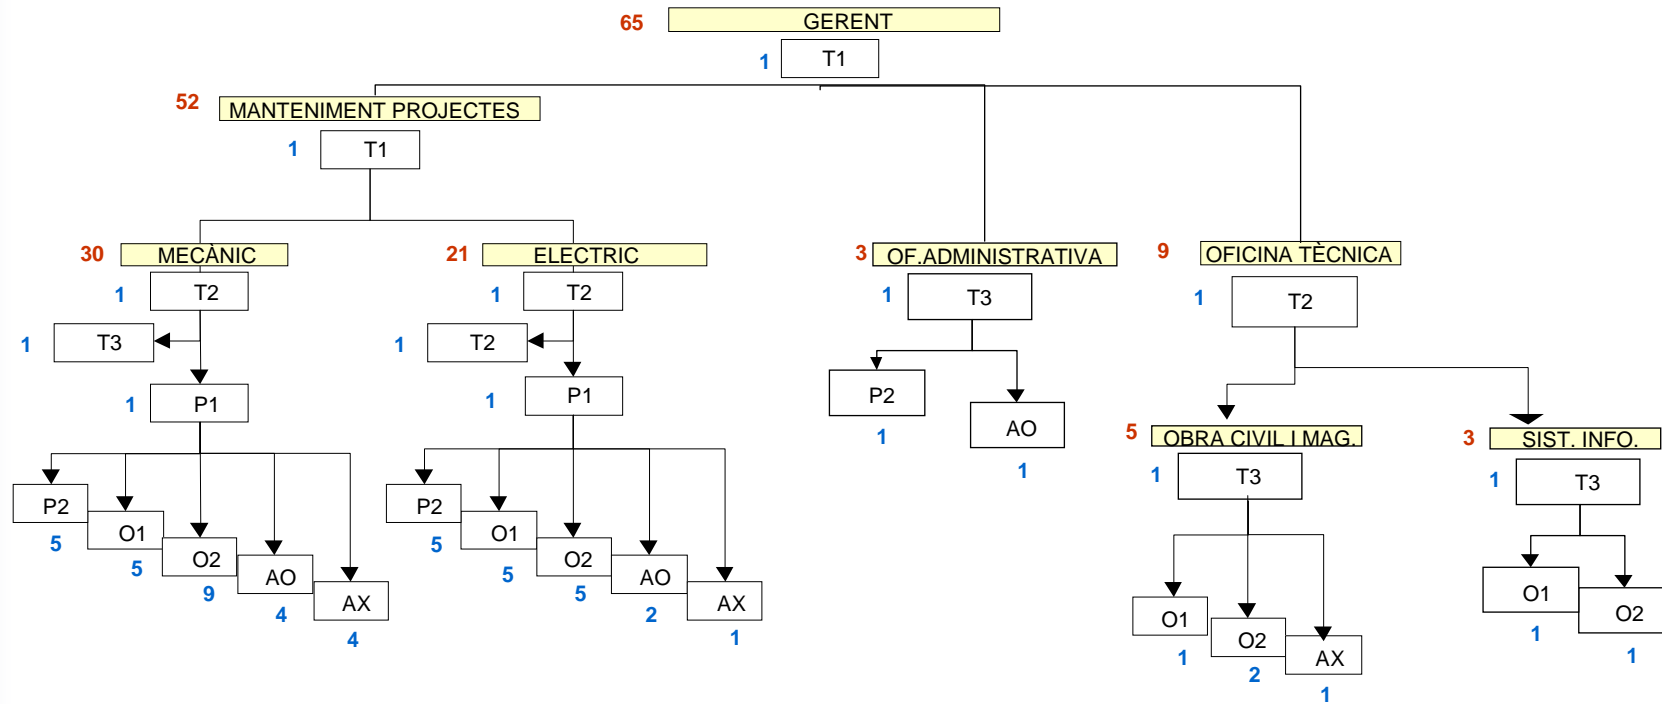 65 GERENT
1 T1
52 MANTENIMENT PROJECTES
1 T1
30 MECÀNIC
1 T2
1 T3
1 P1
P2
5
O1
5
O2
9
AO
4
AX
4
21 ELECTRIC
1 T2
1 T2
1 P1
P2
5
O1
5
O2
5
AO
2
AX
1
3 OF.ADMINISTRATIVA
1 T3
P2
1
AO
1
9 OFICINA TÈCNICA
1 T2
5 OBRA CIVIL I MAG.
1 T3
O1
1
O2
2
AX
1
3 SIST. INFO.
1 T3
O1
1
O2
1